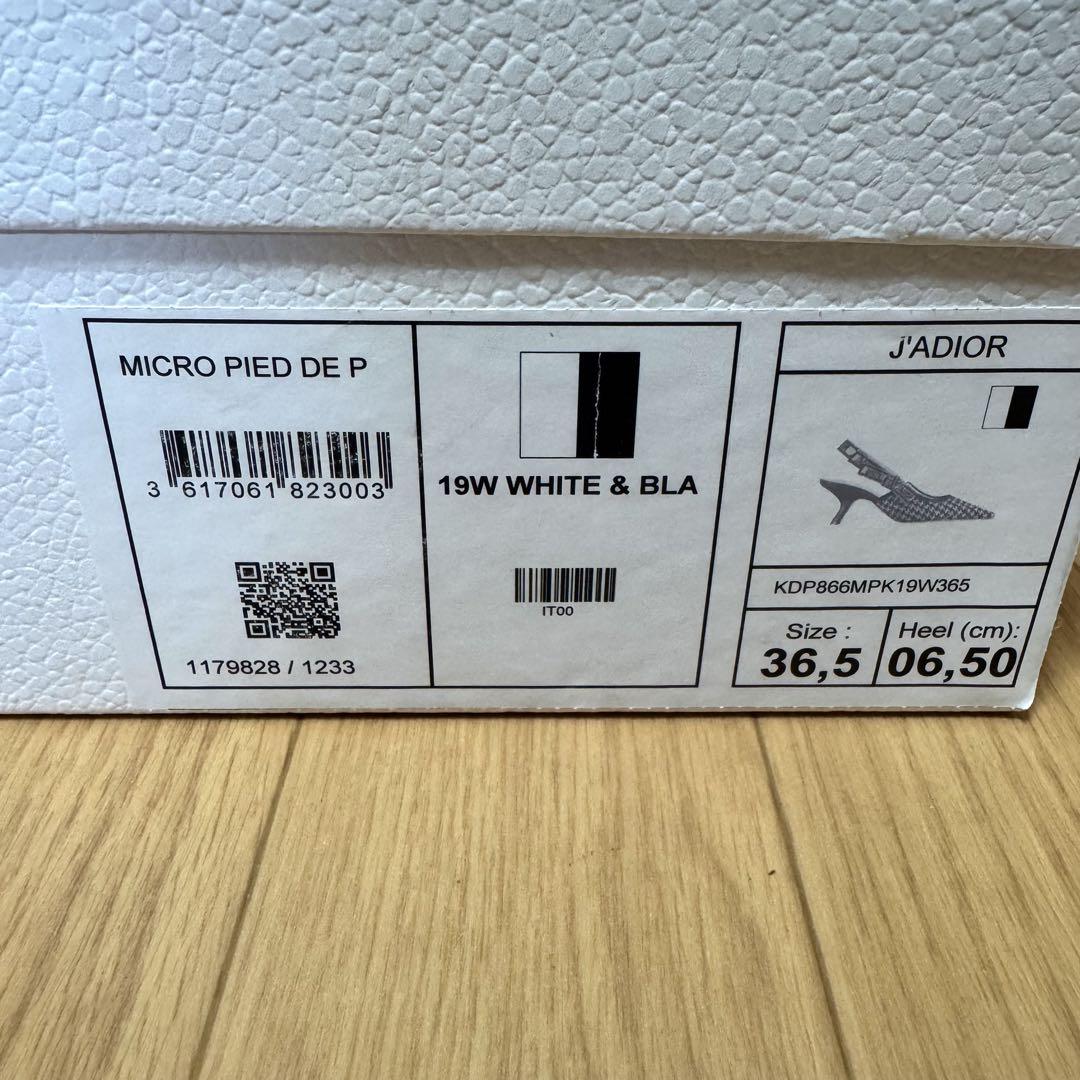 MICRO PIED DE P
3 617061 823003
1179828 / 1233
19W WHITE & BLA
IT00
J'ADIOR
KDP866MPK19W365
Size :
36,5
Heel (cm):
06,50